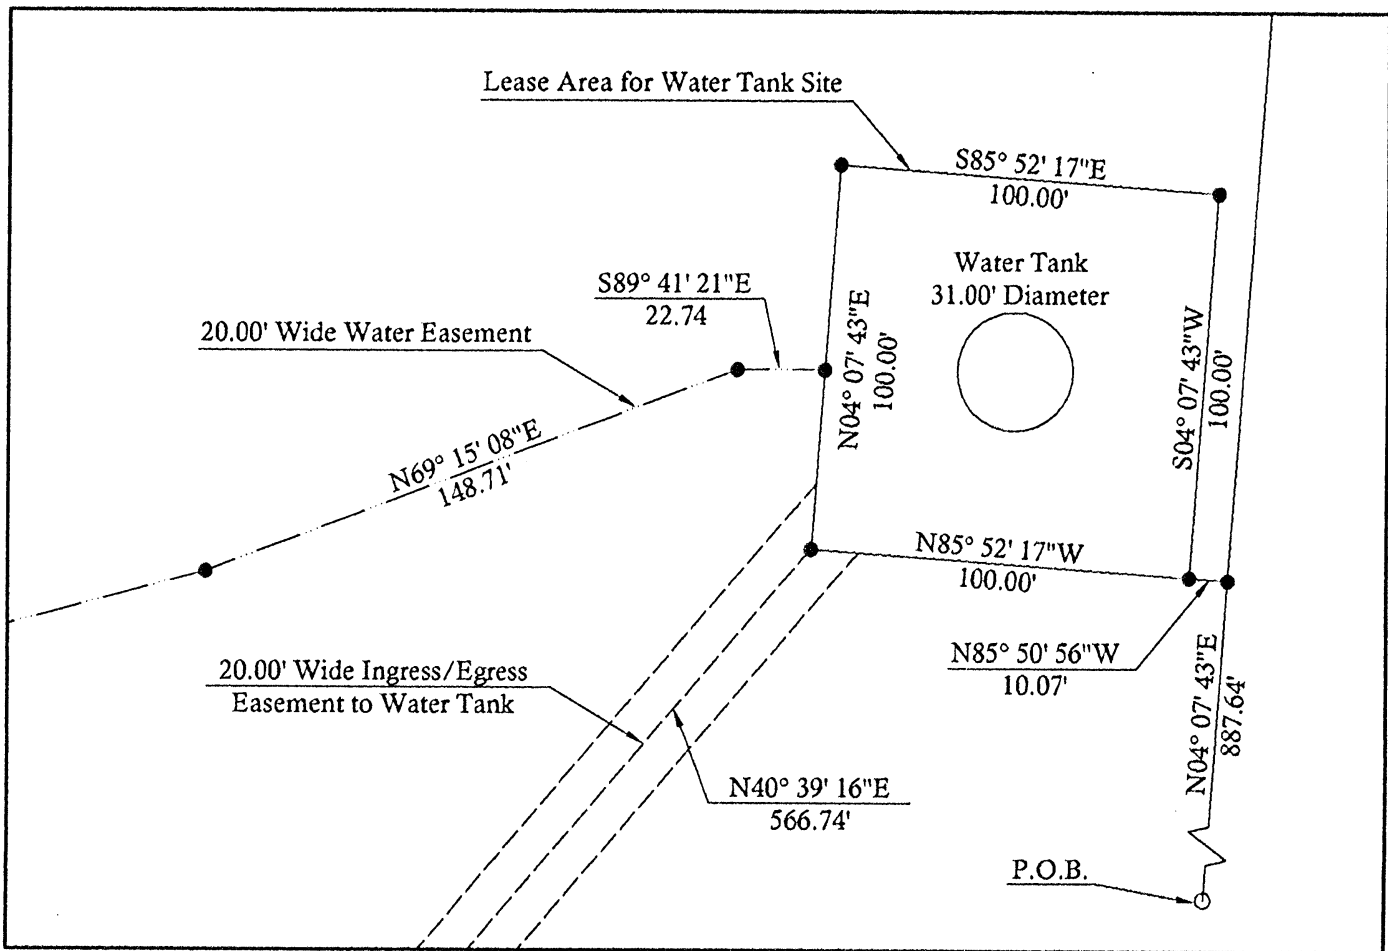 Lease Area for Water Tank Site
S85° 52' 17"E
100.00'
Water Tank
31.00' Diameter
S89° 41' 21"E
22.74
20.00' Wide Water Easement
N04° 07' 43"E
100.00'
S04° 07' 43"W
100.00'
N69° 15' 08"E
148.71'
N85° 52' 17"W
100.00'
N85° 50' 56"W
10.07'
20.00' Wide Ingress/Egress
Easement to Water Tank
N04° 07' 43"E
887.64'
N40° 39' 16"E
566.74'
P.O.B.